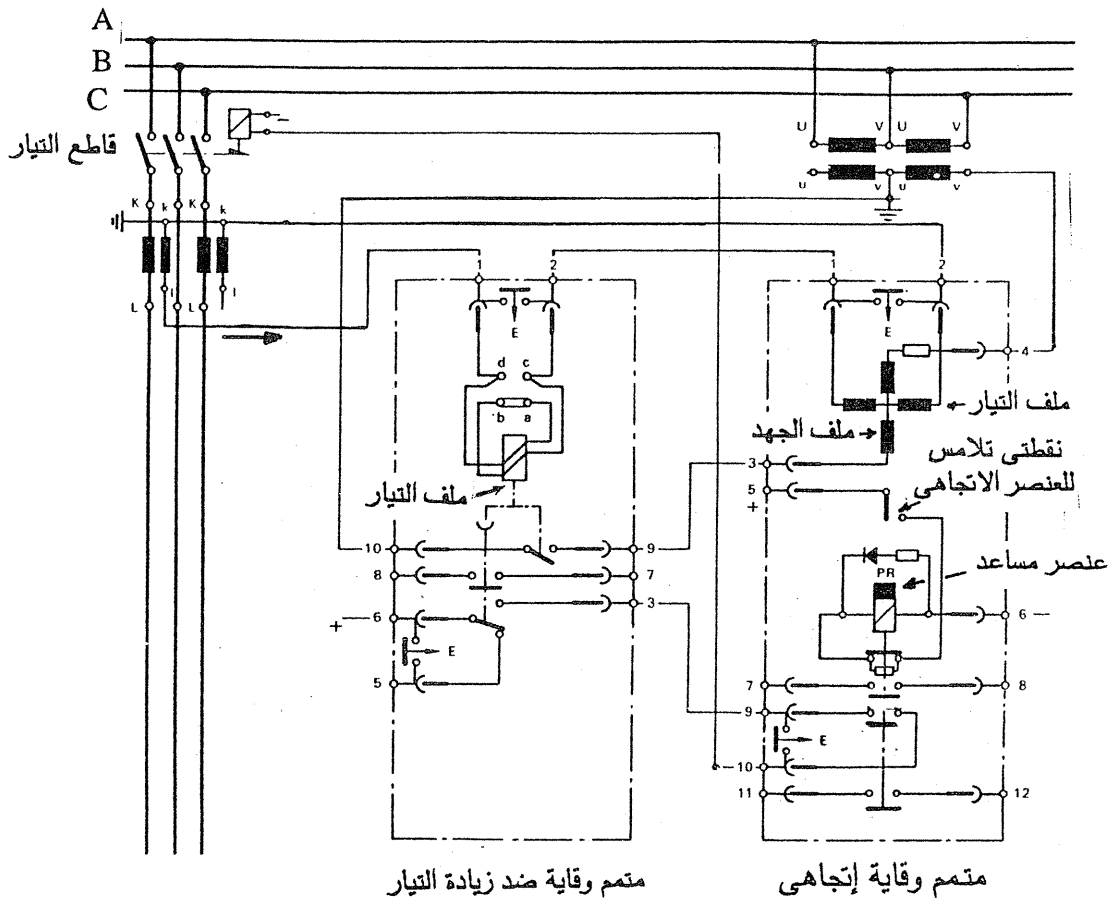 A
B
C
قاطع التيار
U V U V
u v u v
K k K k
L l L l
1 2
1 2
E
E
d c
b a
4
ملف التيار
ملف الجهد
نقطتى تلامس
للعنصر الاتجاهى
3
5
+
ملف التيار
10 9
8 7
3
+ 6
E
5
PR
عنصر مساعد
6 —
7 8
9
E
10
11 12
متمم وقاية ضد زيادة التيار
متمم وقاية إتجاهى